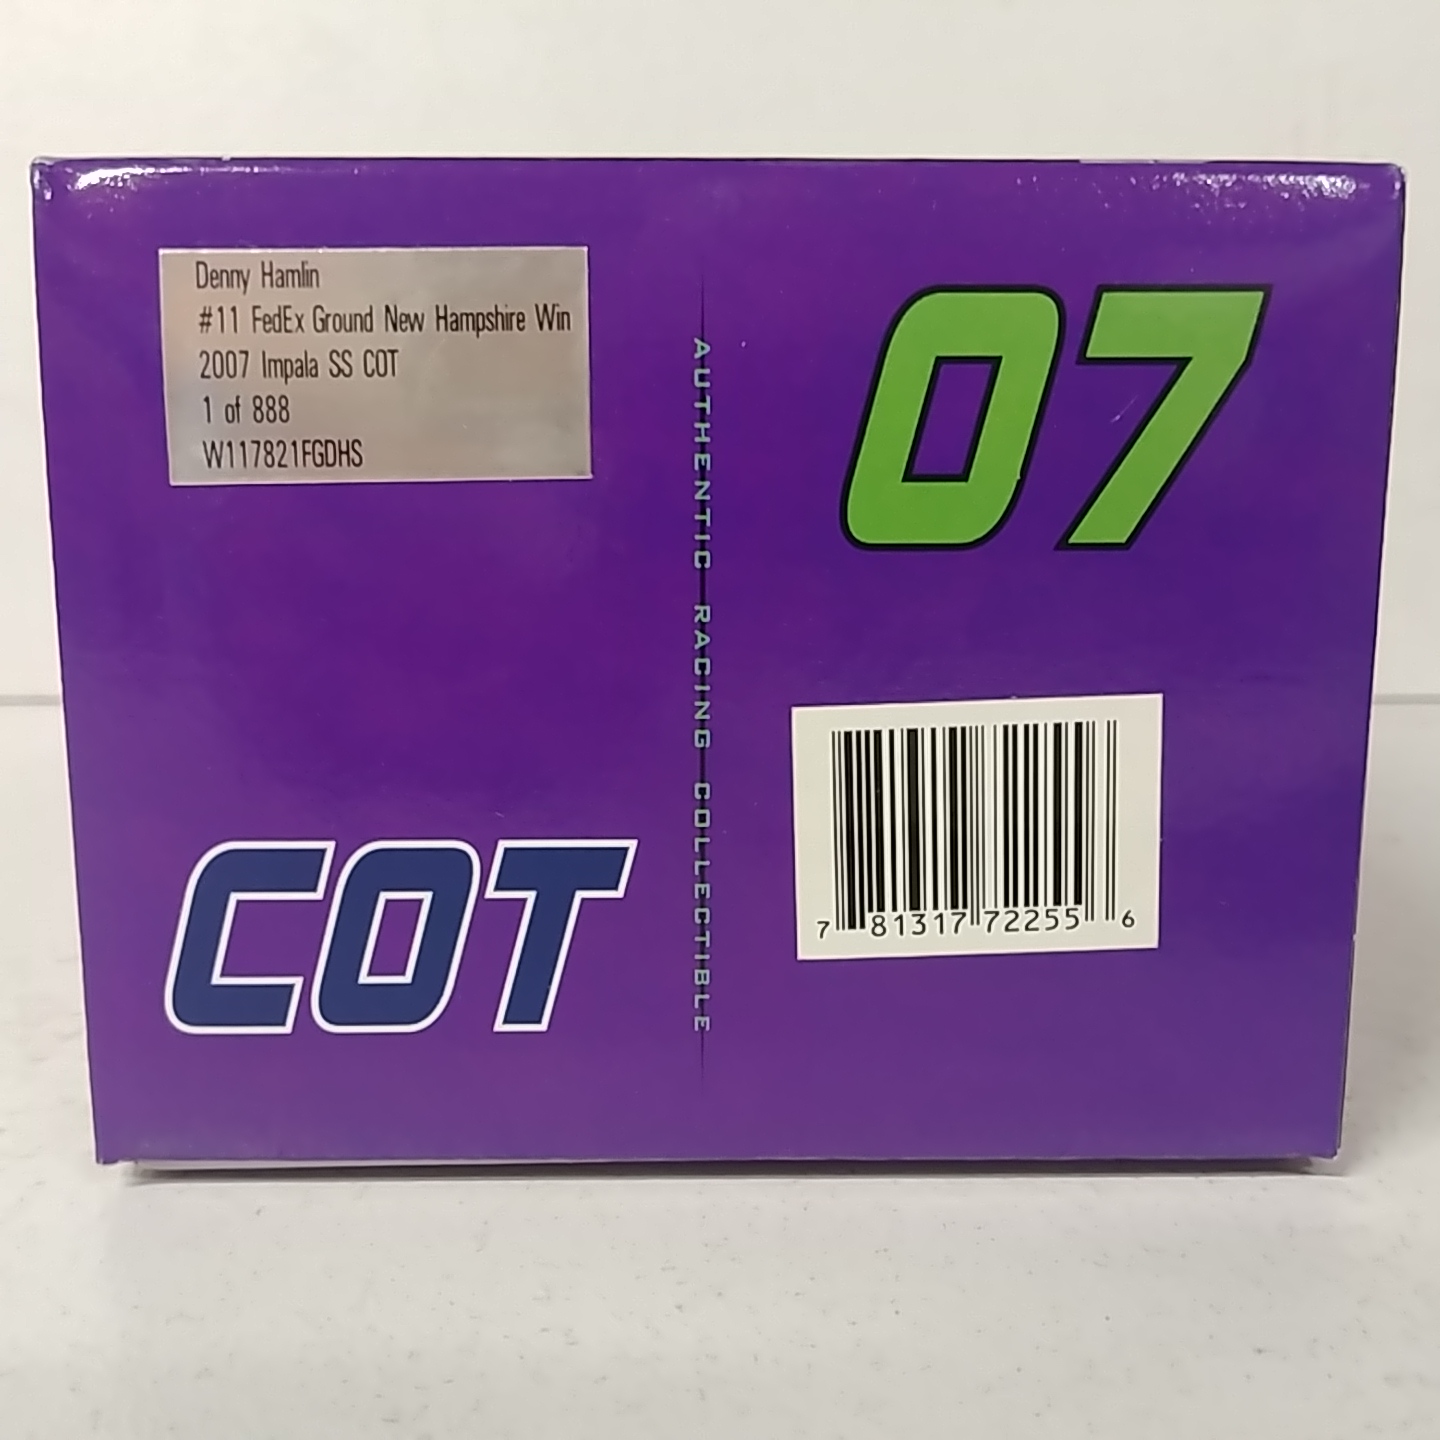 Denny Hamlin
#11 FedEx Ground New Hampshire Win
2007 Impala SS COT
1 of 888
W117821FGDHS
COT
AUTHENTIC RACING COLLECTIBLE
07
7 81317 72255 6